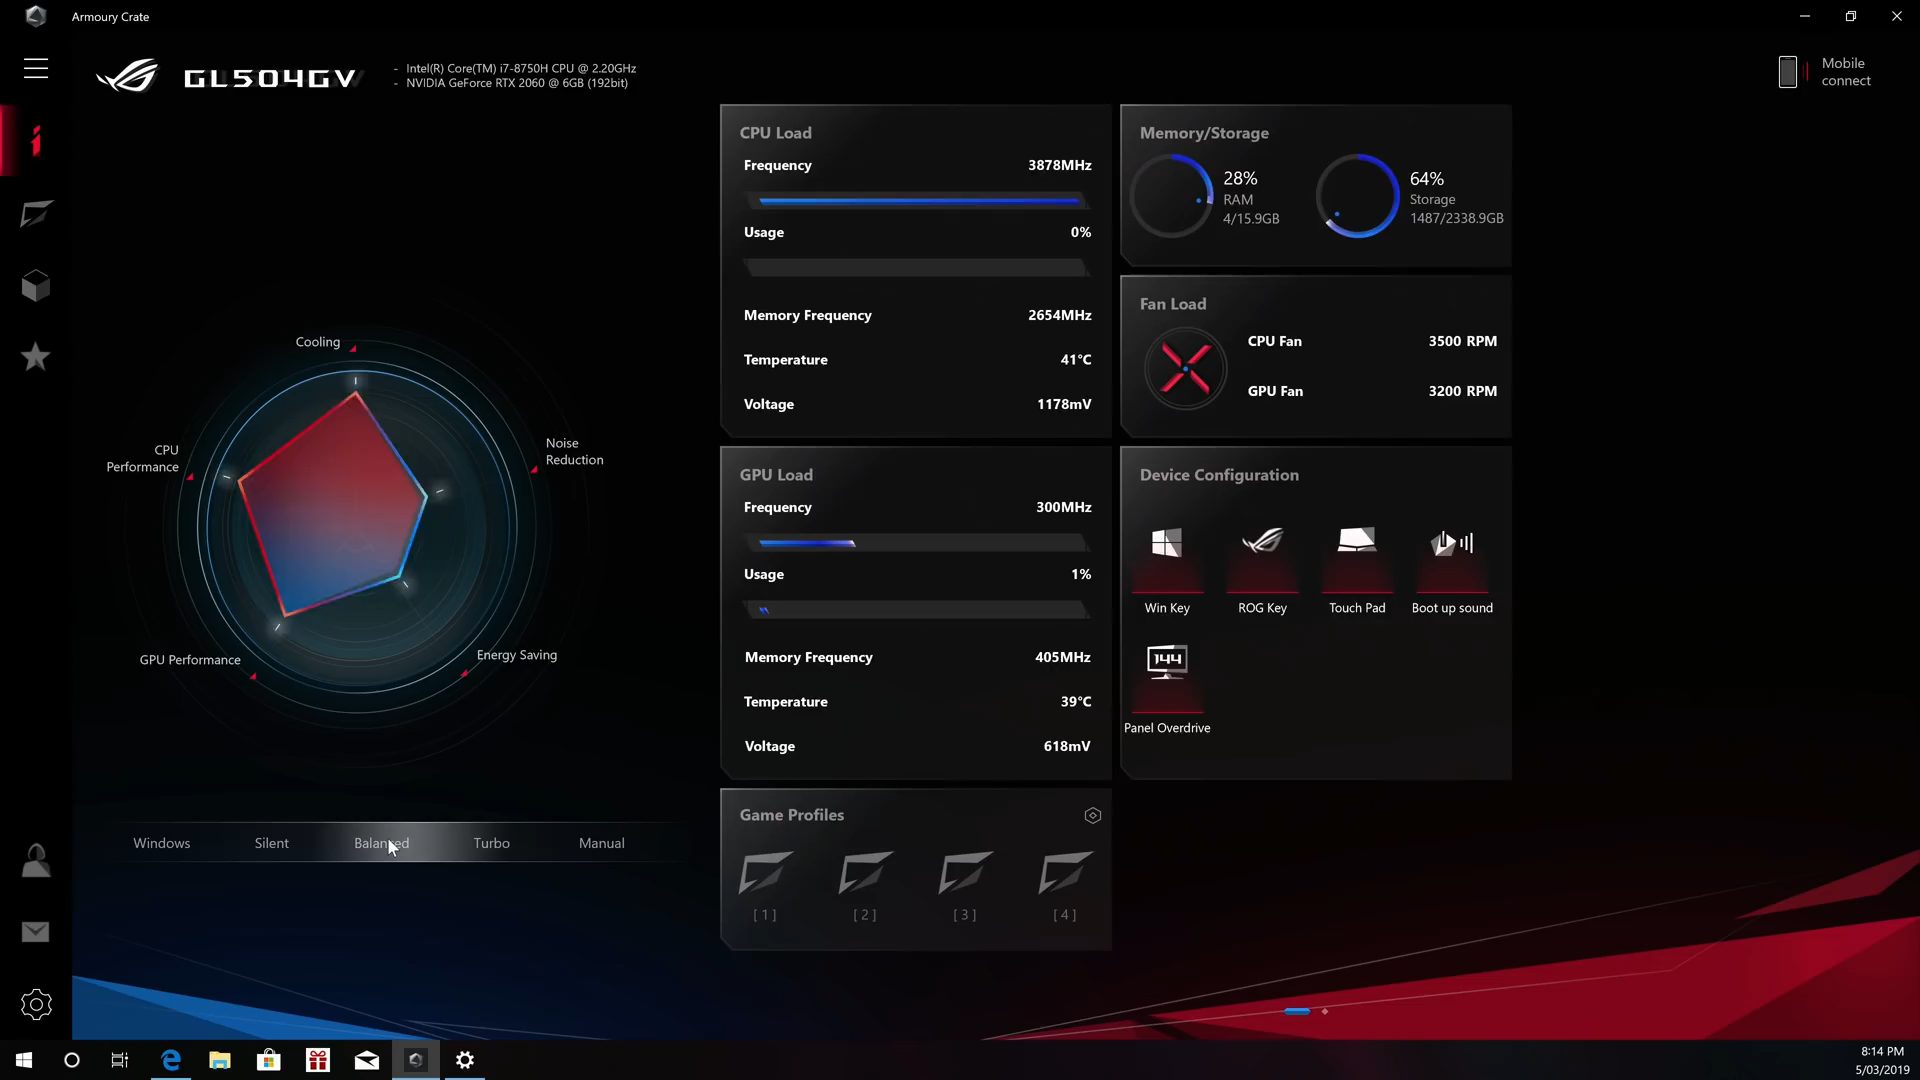 Armoury Crate
GL504GV
- Intel(R) Core(TM) i7-8750H CPU @ 2.20GHz
- NVIDIA GeForce RTX 2060 @ 6GB (192bit)
Mobile
connect
CPU Load
Frequency 3878MHz
Usage 0%
Memory Frequency 2654MHz
Temperature 41°C
Voltage 1178mV
Memory/Storage
28%
RAM
4/15.9GB
64%
Storage
1487/2338.9GB
Fan Load
CPU Fan 3500 RPM
GPU Fan 3200 RPM
Cooling
CPU
Performance
Noise
Reduction
GPU Performance
Energy Saving
GPU Load
Frequency 300MHz
Usage 1%
Memory Frequency 405MHz
Temperature 39°C
Voltage 618mV
Device Configuration
Win Key ROG Key Touch Pad Boot up sound
144
Panel Overdrive
Windows Silent Balanced Turbo Manual
Game Profiles
[ 1 ] [ 2 ] [ 3 ] [ 4 ]
8:14 PM
5/03/2019